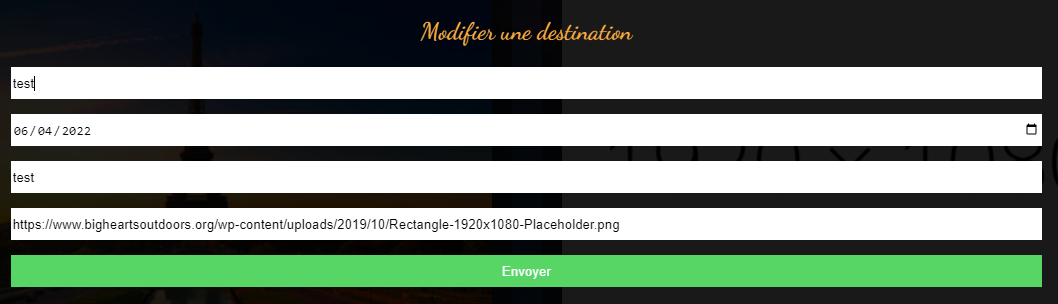 Modifier une destination
test
06/04/2022
test
https://www.bigheartsoutdoors.org/wp-content/uploads/2019/10/Rectangle-1920x1080-Placeholder.png
Envoyer